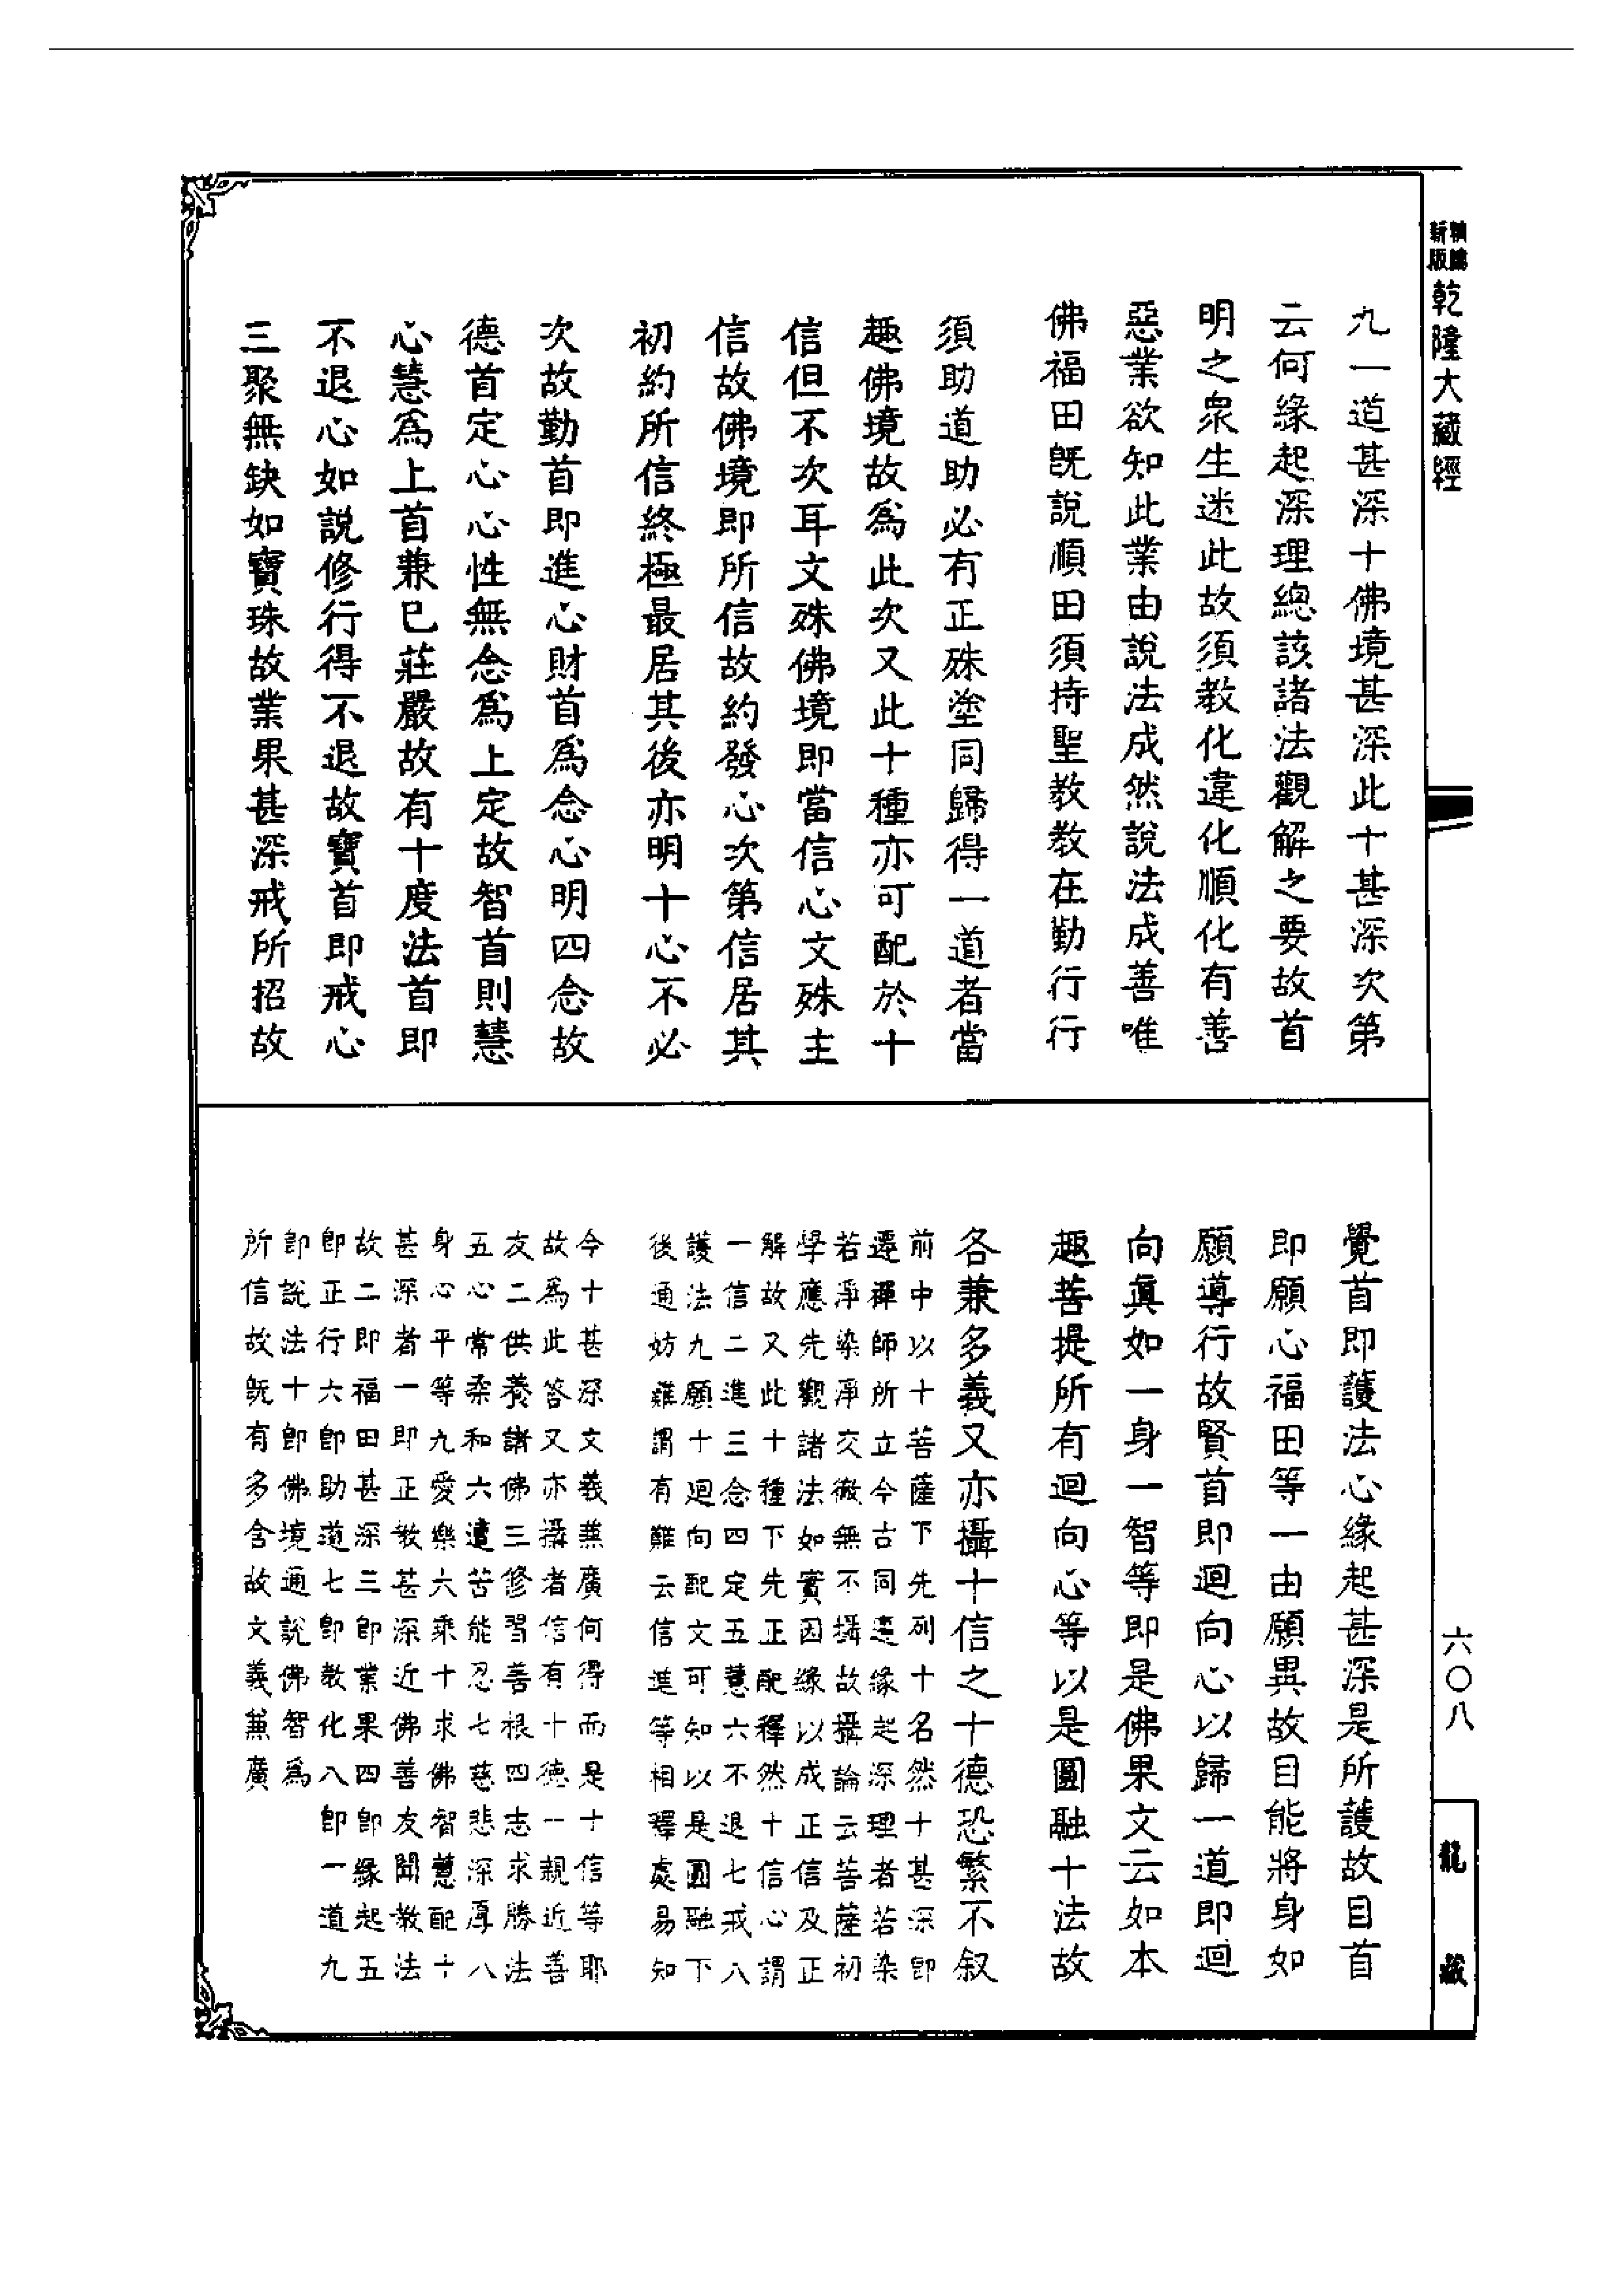 新版
乾隆大藏經
九一道甚深十佛境甚深此十甚深次第
云何緣起深理總該諸法觀解之要故首
明之衆生迷此故須教化違化順化有善
惡業欲知此業由說法成然說法成善唯
佛福田旣說順田須持聖教教在勤行行
須助道助必有正殊塗同歸得一道者當
趣佛境故爲此次又此十種亦可配於十
信但不次耳文殊佛境即當信心文殊主
信故佛境即所信故約發心次第信居其
初約所信終極最居其後亦明十心不必
次故勤首即進心財首爲念心明四念故
德首定心心性無念爲上定故智首則慧
心慧爲上首兼巳莊嚴故有十度法首即
不退心如說修行得不退故寶首即戒心
三聚無缺如寶珠故業果甚深戒所招故
覺首即護法心緣起甚深是所護故目首
即願心福田等一由願異故目能將身如
願導行故賢首即迴向心以歸一道即迴
向眞如一身一智等即是佛果文云如本
趣菩提所有迴向心等以是圓融十法故
各兼多義又亦攝十信之十德恐繁不叙
前中以十菩薩下先列十名然十甚深卽
遷禪師所立今古同遵緣起深理者若染
若淨染淨交徹無不攝故攝論云菩薩初
學應先觀諸法如實因緣以成正信及正
解故又此十種下先正配釋然十信心謂
一信二進三念四定五慧六不退七戒八
護法九願十迴向配文可知以是圓融下
後通妨難謂有難云信進等相釋處易知
今十甚深文義兼廣何得而是十信等耶
故爲此答又亦攝者信有十德一親近善
友二供養諸佛三修習善根四志求勝法
五心常柔和六遭苦能忍七慈悲深厚八
身心平等九愛樂大乘十求佛智慧配十
甚深者一即正教甚深近佛善友聞教法
故二即福田甚深三卽業果四卽緣起五
卽正行六卽助道七卽教化八卽一道九
卽說法十卽佛境通說佛智爲
所信故旣有多含故文義兼廣
六〇八
龍藏